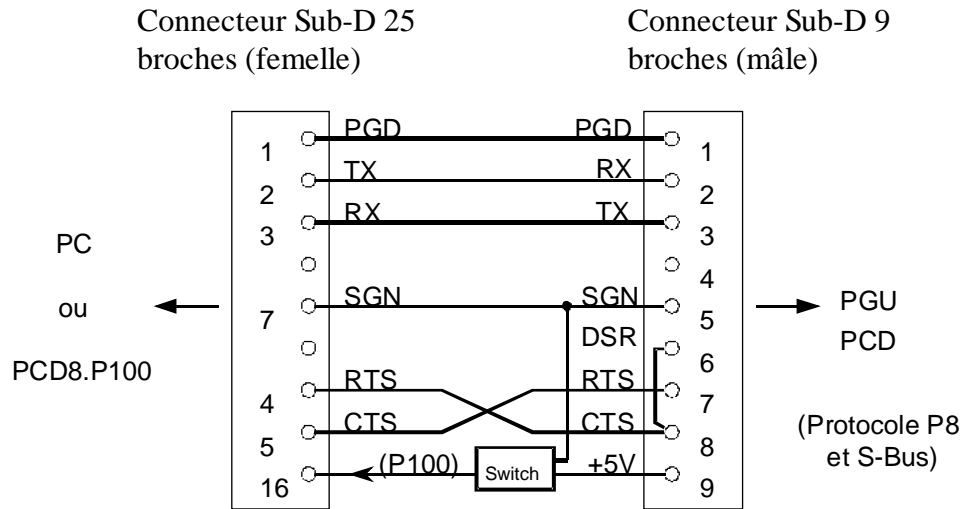 Connecteur Sub-D 25
broches (femelle)
Connecteur Sub-D 9
broches (mâle)
PGD PGD
1 1
TX RX
2 2
RX TX
3 3
PC
4
SGN SGN
7 5
ou
PGU
DSR
PCD
6
PCD8.P100
RTS RTS
4 7
CTS CTS
5 8
(Protocole P8
et S-Bus)
(P100) Switch +5V
16 9